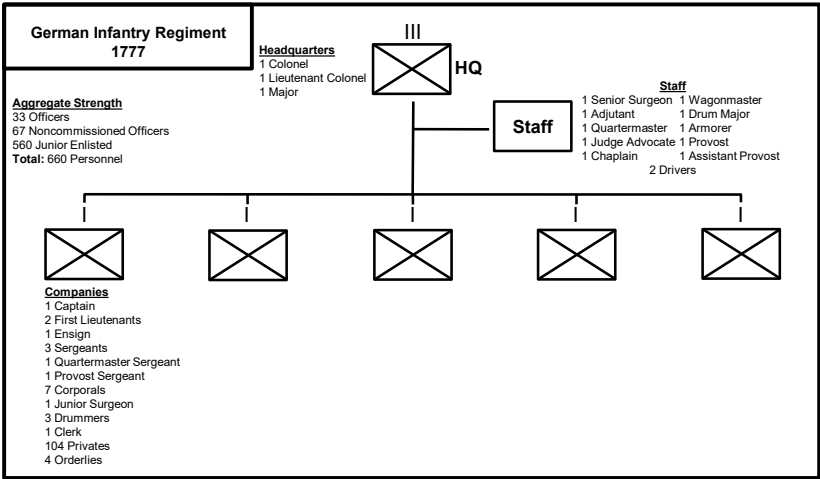 German Infantry Regiment
1777
Headquarters
1 Colonel
1 Lieutenant Colonel
1 Major
III
HQ
Aggregate Strength
33 Officers
67 Noncommissioned Officers
560 Junior Enlisted
Total: 660 Personnel
Staff
Staff
1 Senior Surgeon 1 Wagonmaster
1 Adjutant 1 Drum Major
1 Quartermaster 1 Armorer
1 Judge Advocate 1 Provost
1 Chaplain 1 Assistant Provost
2 Drivers
I I I I I
Companies
1 Captain
2 First Lieutenants
1 Ensign
3 Sergeants
1 Quartermaster Sergeant
1 Provost Sergeant
7 Corporals
1 Junior Surgeon
3 Drummers
1 Clerk
104 Privates
4 Orderlies